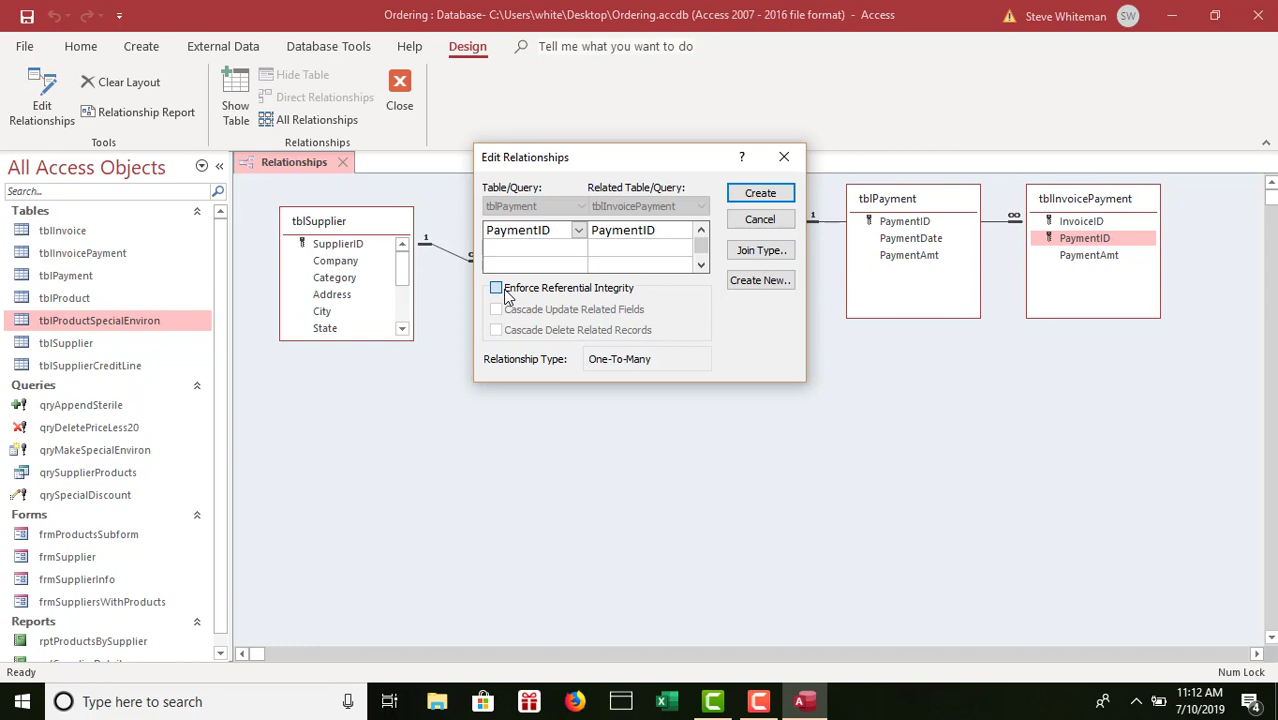 Ordering : Database- C:\Users\white\Desktop\Ordering.accdb (Access 2007 - 2016 file format) - Access
Steve Whiteman
SW
File Home Create External Data Database Tools Help Design Tell me what you want to do
Edit Relationships
Clear Layout
Relationship Report
Tools
Show Table
Hide Table
Direct Relationships
All Relationships
Relationships
Close
All Access Objects
Search...
Tables
tblInvoice
tblInvoicePayment
tblPayment
tblProduct
tblProductSpecialEnviron
tblSupplier
tblSupplierCreditLine
Queries
qryAppendSterile
qryDeletePriceLess20
qryMakeSpecialEnviron
qrySupplierProducts
qrySpecialDiscount
Forms
frmProductsSubform
frmSupplier
frmSupplierInfo
frmSuppliersWithProducts
Reports
rptProductsBySupplier
Relationships
tblSupplier
SupplierID
Company
Category
Address
City
State
1
Edit Relationships
?
Table/Query: Related Table/Query:
tblPayment tblInvoicePayment
PaymentID PaymentID
Enforce Referential Integrity
Cascade Update Related Fields
Cascade Delete Related Records
Relationship Type: One-To-Many
Create
Cancel
Join Type..
Create New..
1
∞
tblPayment
PaymentID
PaymentDate
PaymentAmt
tblInvoicePayment
InvoiceID
PaymentID
PaymentAmt
Ready
Num Lock
Type here to search
11:12 AM
7/10/2019
4